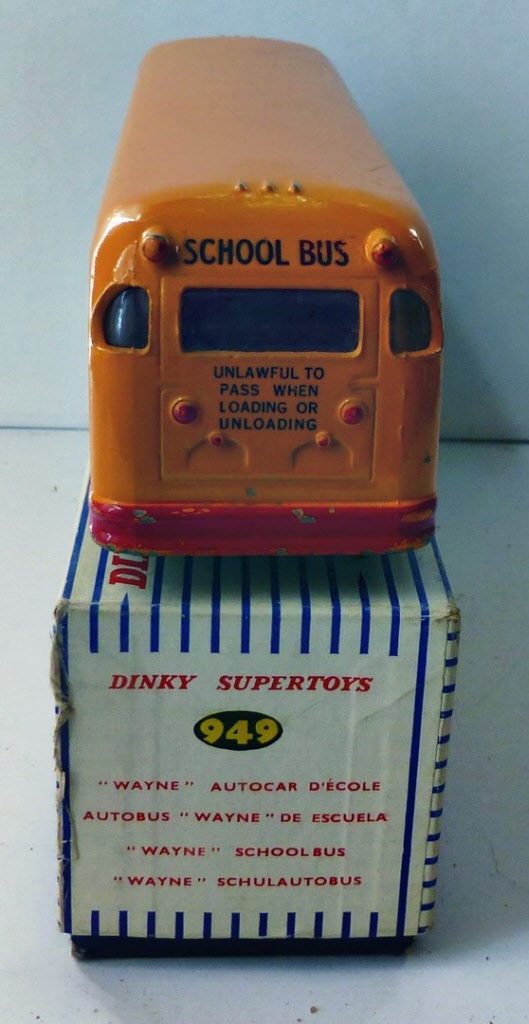 SCHOOL BUS
UNLAWFUL TO
PASS WHEN
LOADING OR
UNLOADING
DINKY SUPERTOYS
949
"WAYNE" AUTOCAR D'ÉCOLE
AUTOBUS "WAYNE" DE ESCUELA
"WAYNE" SCHOOLBUS
"WAYNE" SCHULAUTOBUS